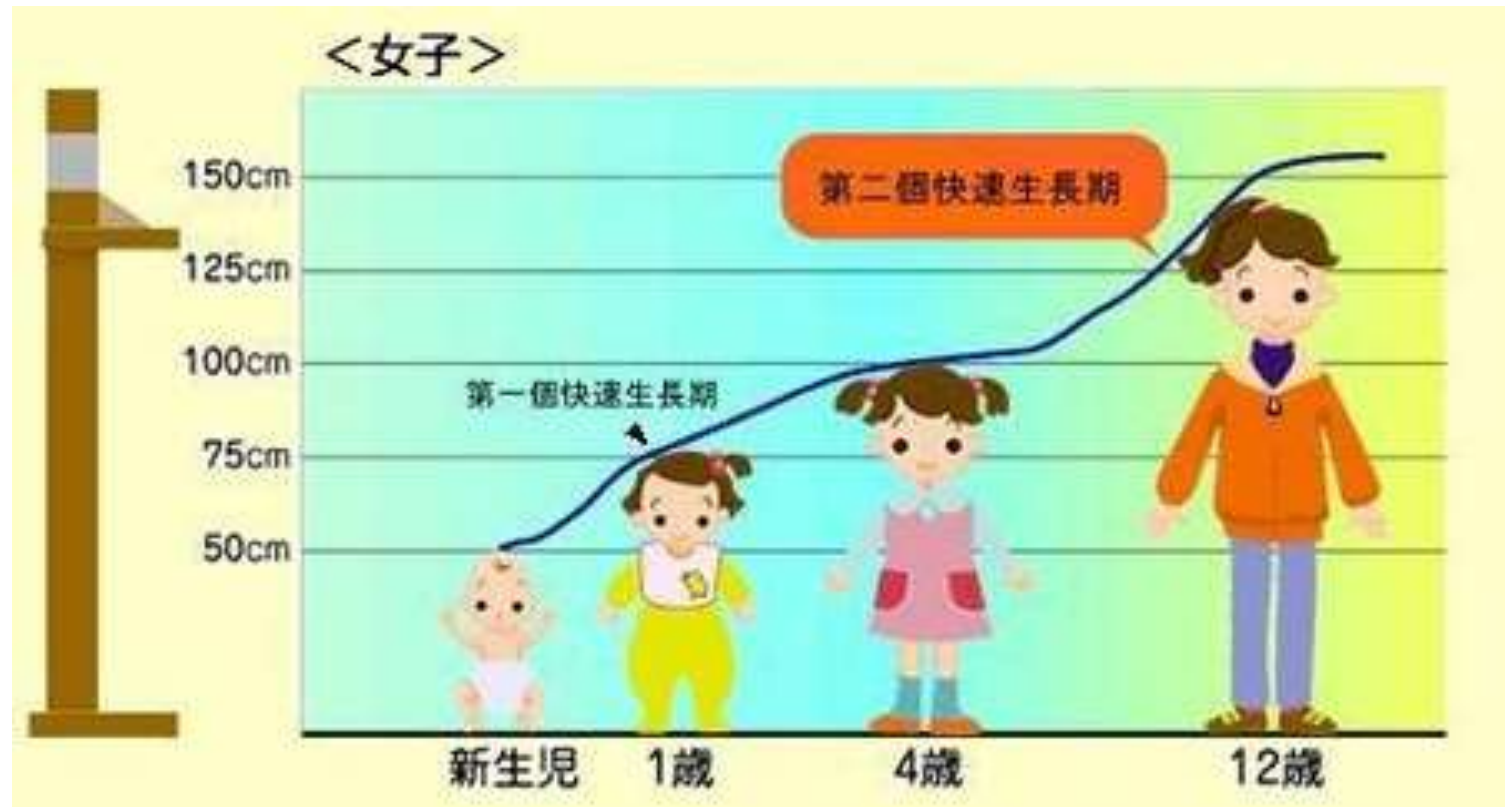 ＜女子＞
150cm
第二個快速生長期
125cm
100cm
第一個快速生長期
75cm
50cm
新生児
1歳
4歳
12歳